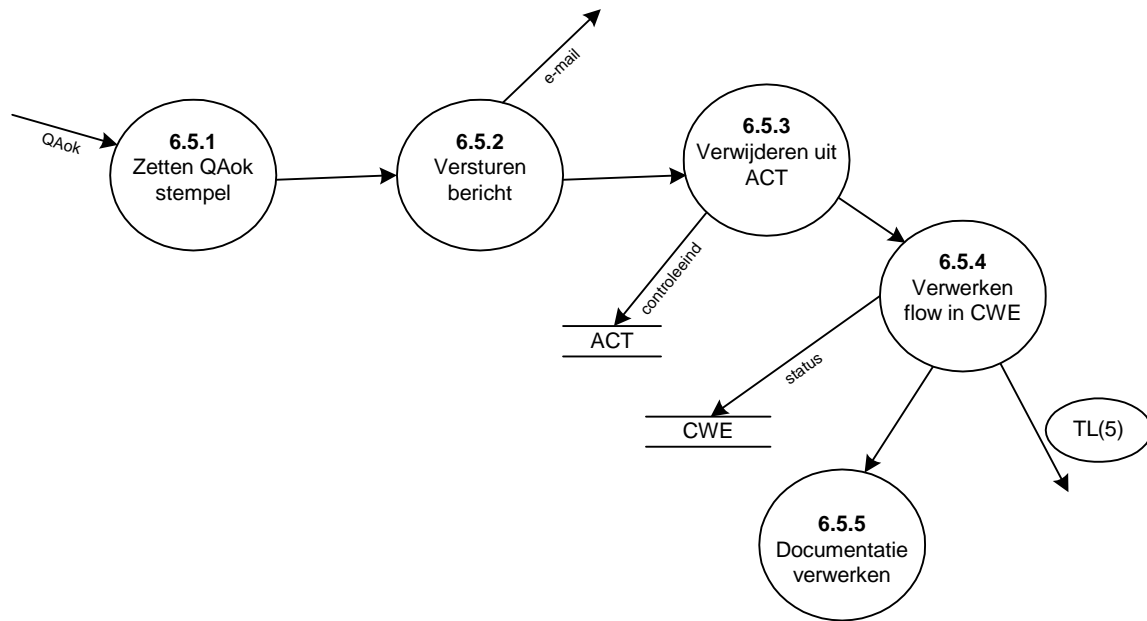 QAok
6.5.1
Zetten QAok
stempel
6.5.2
Versturen
bericht
e-mail
6.5.3
Verwijderen uit
ACT
controleeind
ACT
6.5.4
Verwerken
flow in CWE
status
CWE
TL(5)
6.5.5
Documentatie
verwerken